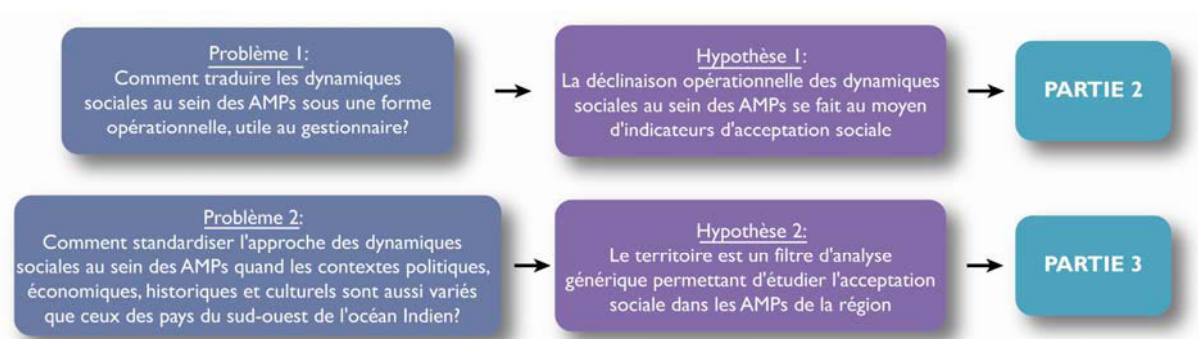 Problème 1:
Comment traduire les dynamiques
sociales au sein des AMPs sous une forme
opérationnelle, utile au gestionnaire?
Hypothèse 1:
La déclinaison opérationnelle des dynamiques
sociales au sein des AMPs se fait au moyen
d'indicateurs d'acceptation sociale
PARTIE 2
Problème 2:
Comment standardiser l'approche des dynamiques
sociales au sein des AMPs quand les contextes politiques,
économiques, historiques et culturels sont aussi variés
que ceux des pays du sud-ouest de l'océan Indien?
Hypothèse 2:
Le territoire est un filtre d'analyse
générique permettant d'étudier l'acceptation
sociale dans les AMPs de la région
PARTIE 3